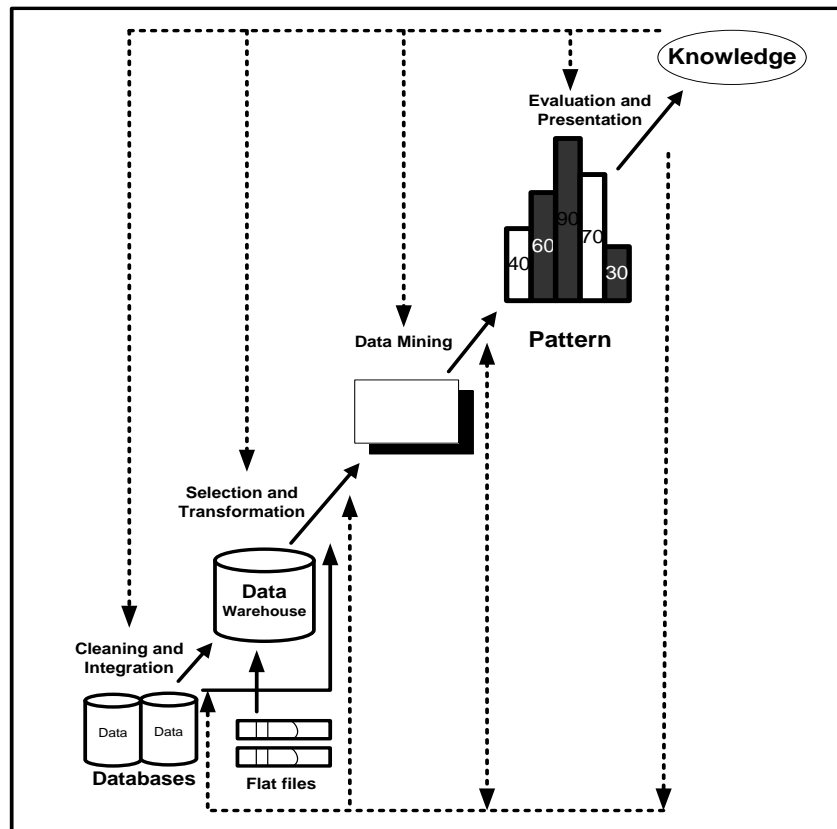 Knowledge
Evaluation and
Presentation
40
60
90
70
30
Pattern
Data Mining
Selection and
Transformation
Data
Warehouse
Cleaning and
Integration
Data
Data
Databases
Flat files